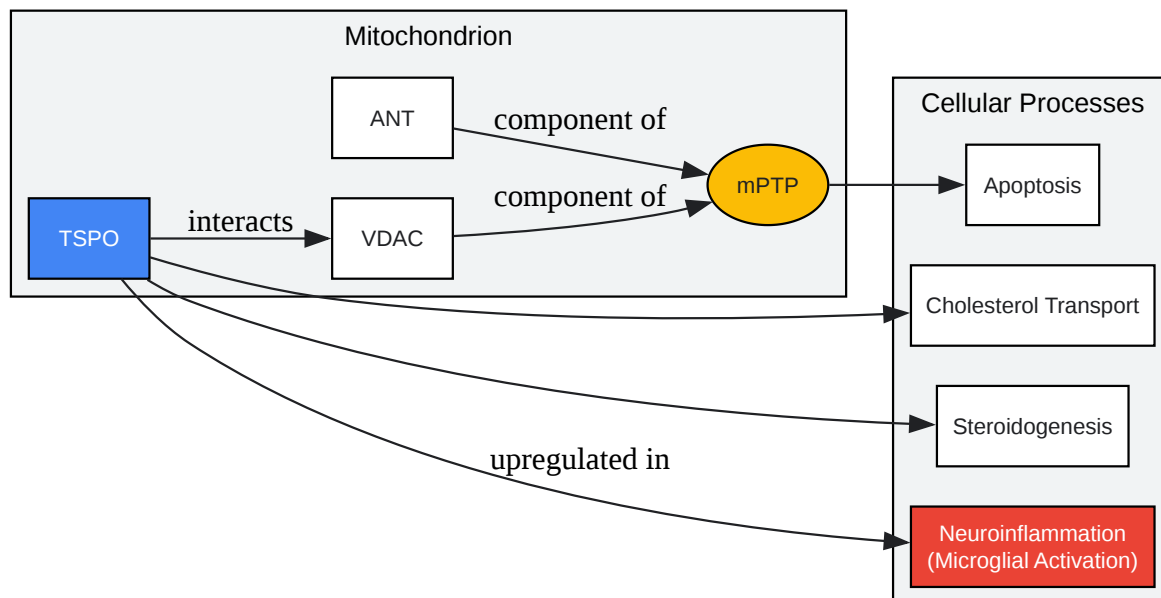 Mitochondrion
Cellular Processes
ANT
component of
mPTP
Apoptosis
component of
TSPO
interacts
VDAC
Cholesterol Transport
Steroidogenesis
upregulated in
Neuroinflammation
(Microglial Activation)